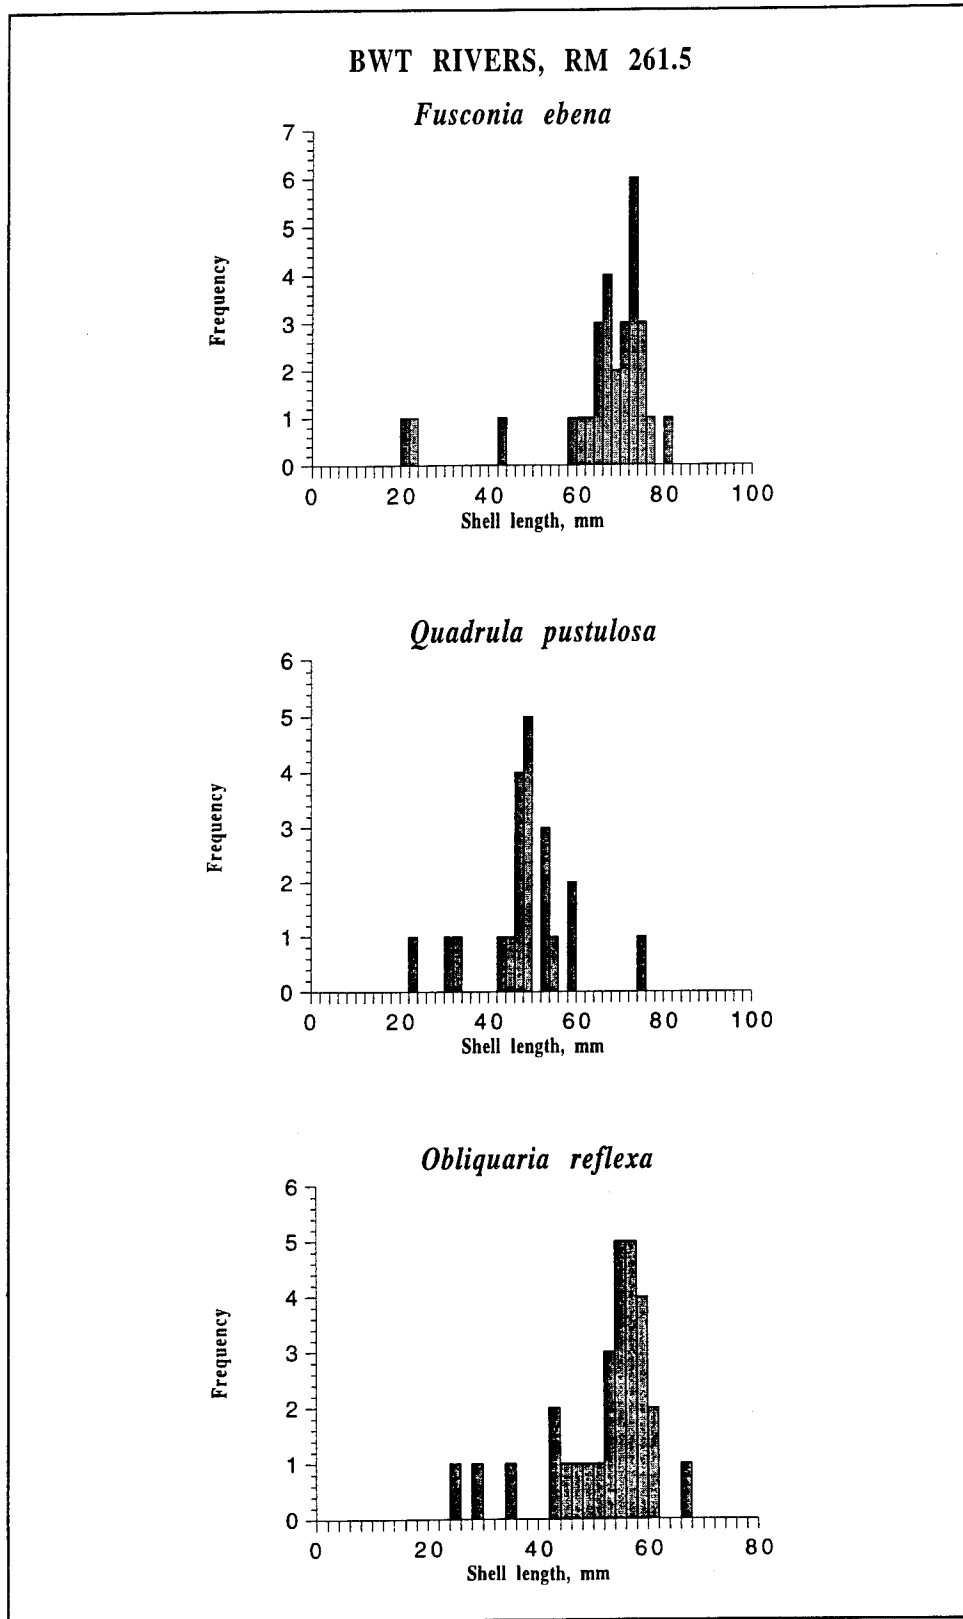 BWT RIVERS, RM 261.5
Fusconia ebena
7
6
5
4
3
2
1
0
Frequency
0 20 40 60 80 100
Shell length, mm
Quadrula pustulosa
6
5
4
3
2
1
0
Frequency
0 20 40 60 80 100
Shell length, mm
Obliquaria reflexa
6
5
4
3
2
1
0
Frequency
0 20 40 60 80
Shell length, mm